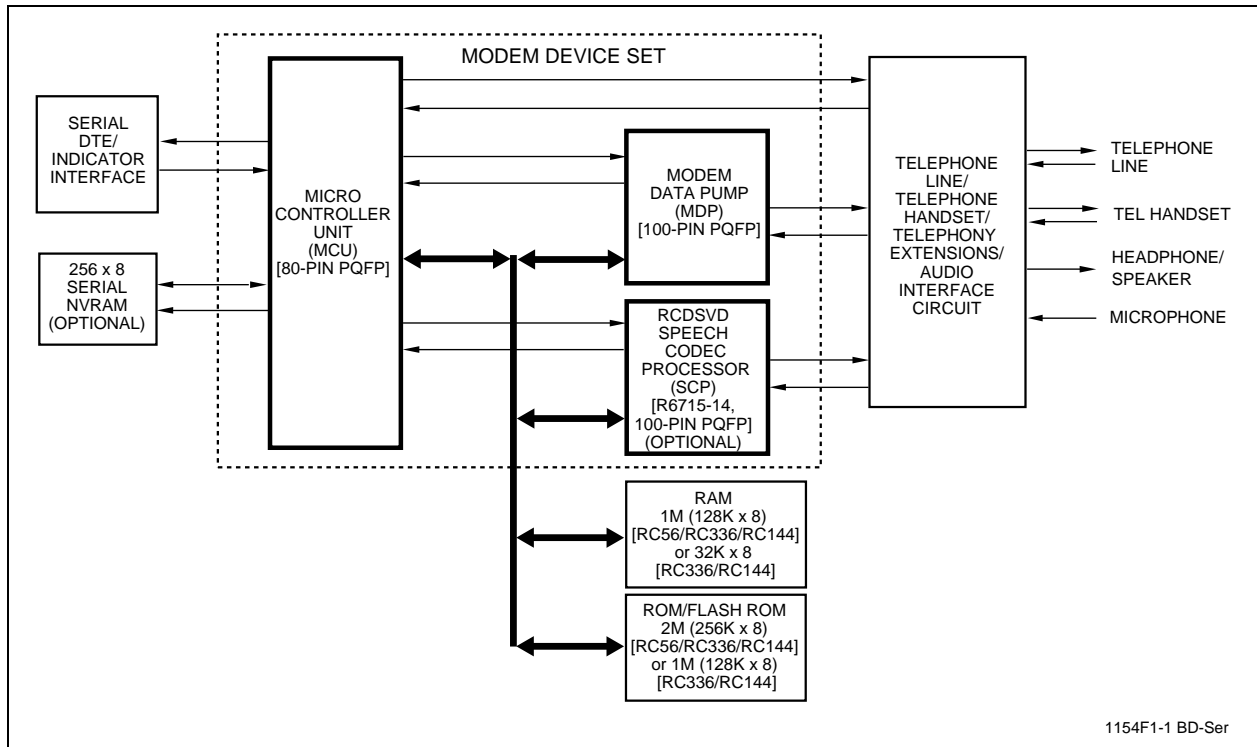 MODEM DEVICE SET
SERIAL
DTE/
INDICATOR
INTERFACE
256 x 8
SERIAL
NVRAM
(OPTIONAL)
MICRO
CONTROLLER
UNIT
(MCU)
[80-PIN PQFP]
MODEM
DATA PUMP
(MDP)
[100-PIN PQFP]
RCDSVD
SPEECH
CODEC
PROCESSOR
(SCP)
[R6715-14,
100-PIN PQFP]
(OPTIONAL)
RAM
1M (128K x 8)
[RC56/RC336/RC144]
or 32K x 8
[RC336/RC144]
ROM/FLASH ROM
2M (256K x 8)
[RC56/RC336/RC144]
or 1M (128K x 8)
[RC336/RC144]
TELEPHONE
LINE/
TELEPHONE
HANDSET/
TELEPHONY
EXTENSIONS/
AUDIO
INTERFACE
CIRCUIT
TELEPHONE
LINE
TEL HANDSET
HEADPHONE/
SPEAKER
MICROPHONE
1154F1-1 BD-Ser